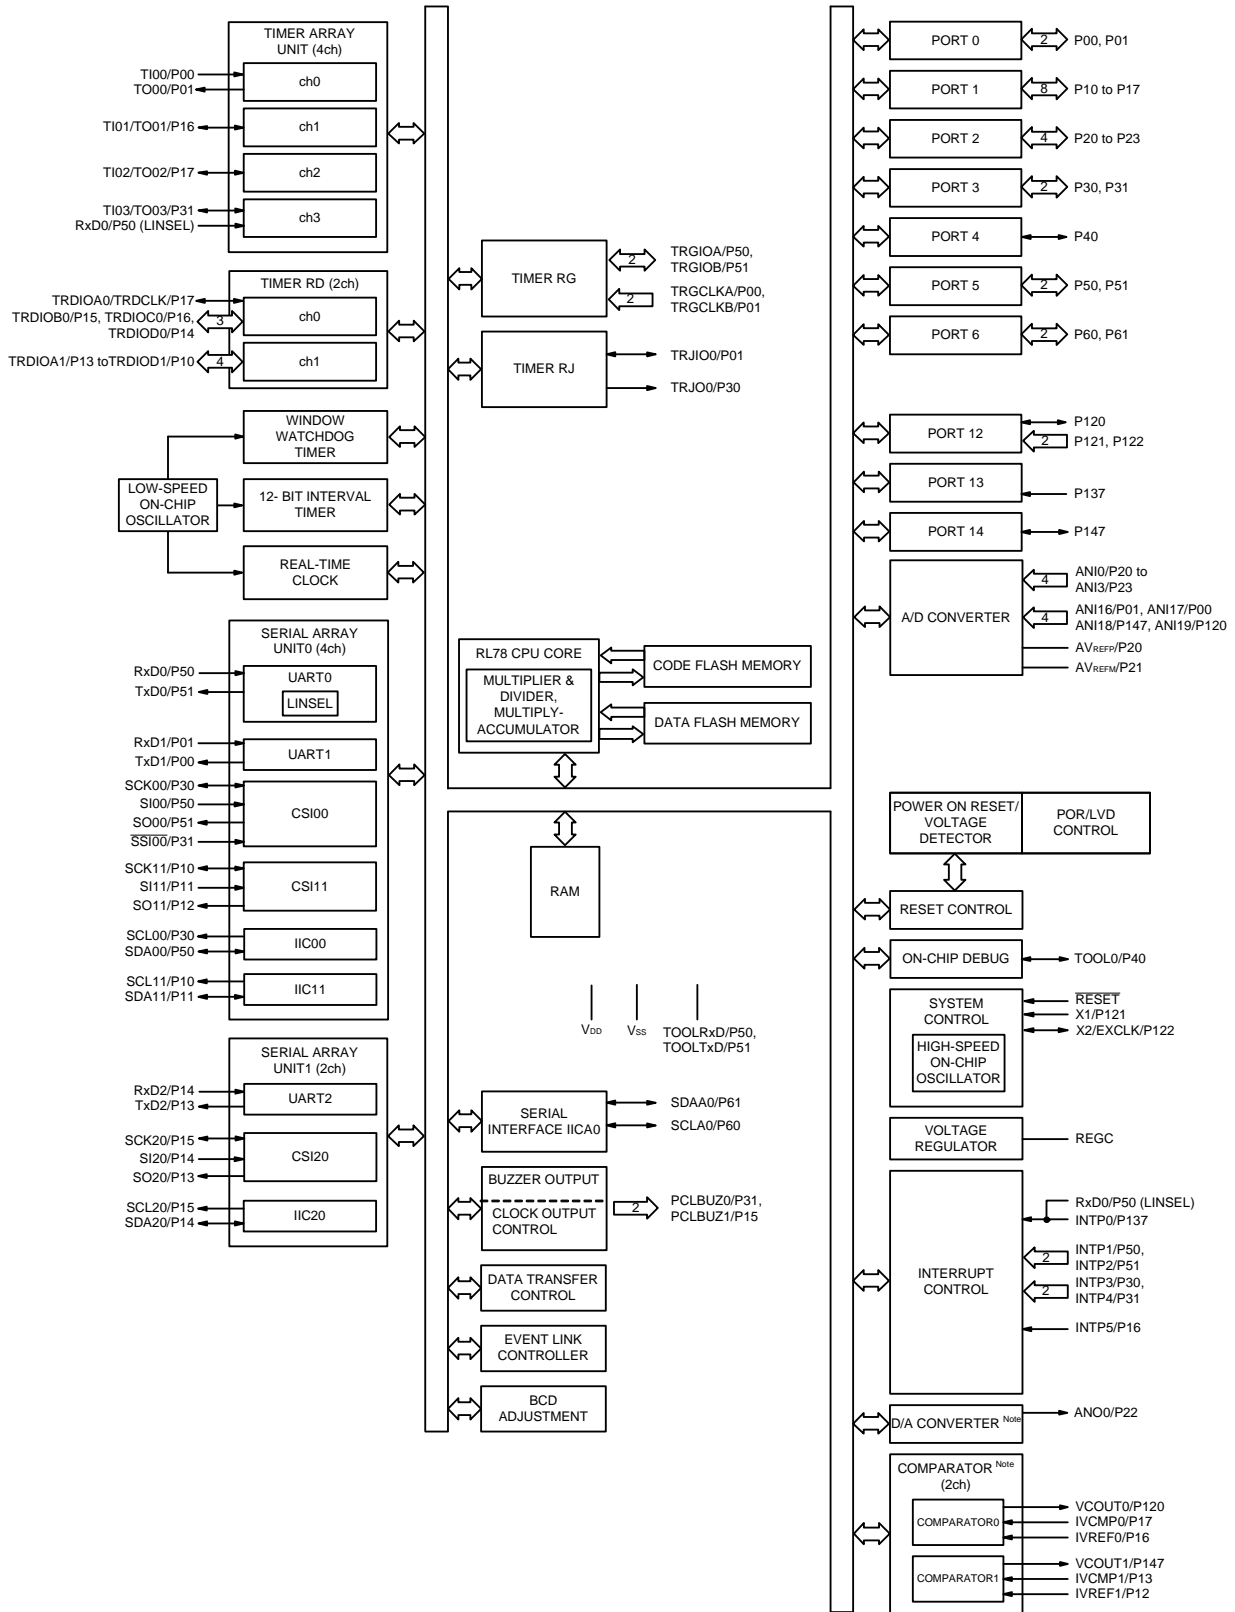 TIMER ARRAY
UNIT (4ch)
TI00/P00
TO00/P01
ch0
TI01/TO01/P16
ch1
TI02/TO02/P17
ch2
TI03/TO03/P31
RxD0/P50 (LINSEL)
ch3
TIMER RD (2ch)
TRDIOA0/TRDCLK/P17
TRDIOB0/P15, TRDIOC0/P16,
TRDIOD0/P14
3
ch0
TRDIOA1/P13 toTRDIOD1/P10
4
ch1
WINDOW
WATCHDOG
TIMER
LOW-SPEED
ON-CHIP
OSCILLATOR
12- BIT INTERVAL
TIMER
REAL-TIME
CLOCK
SERIAL ARRAY
UNIT0 (4ch)
RxD0/P50
TxD0/P51
UART0
LINSEL
RxD1/P01
TxD1/P00
UART1
SCK00/P30
SI00/P50
SO00/P51
SSI00/P31
CSI00
SCK11/P10
SI11/P11
SO11/P12
CSI11
SCL00/P30
SDA00/P50
IIC00
SCL11/P10
SDA11/P11
IIC11
SERIAL ARRAY
UNIT1 (2ch)
RxD2/P14
TxD2/P13
UART2
SCK20/P15
SI20/P14
SO20/P13
CSI20
SCL20/P15
SDA20/P14
IIC20
TIMER RG
2
TRGIOA/P50,
TRGIOB/P51
2
TRGCLKA/P00,
TRGCLKB/P01
TIMER RJ
TRJIO0/P01
TRJO0/P30
RL78 CPU CORE
MULTIPLIER &
DIVIDER,
MULTIPLY-
ACCUMULATOR
CODE FLASH MEMORY
DATA FLASH MEMORY
RAM
VDD
VSS
TOOLRxD/P50,
TOOLTxD/P51
SERIAL
INTERFACE IICA0
SDAA0/P61
SCLA0/P60
BUZZER OUTPUT
CLOCK OUTPUT
CONTROL
2
PCLBUZ0/P31,
PCLBUZ1/P15
DATA TRANSFER
CONTROL
EVENT LINK
CONTROLLER
BCD
ADJUSTMENT
PORT 0
2
P00, P01
PORT 1
8
P10 to P17
PORT 2
4
P20 to P23
PORT 3
2
P30, P31
PORT 4
P40
PORT 5
2
P50, P51
PORT 6
2
P60, P61
PORT 12
P120
2
P121, P122
PORT 13
P137
PORT 14
P147
A/D CONVERTER
4
ANI0/P20 to
ANI3/P23
4
ANI16/P01, ANI17/P00
ANI18/P147, ANI19/P120
AVREFP/P20
AVREFM/P21
POWER ON RESET/
VOLTAGE
DETECTOR
POR/LVD
CONTROL
RESET CONTROL
ON-CHIP DEBUG
TOOL0/P40
SYSTEM
CONTROL
HIGH-SPEED
ON-CHIP
OSCILLATOR
RESET
X1/P121
X2/EXCLK/P122
VOLTAGE
REGULATOR
REGC
INTERRUPT
CONTROL
RxD0/P50 (LINSEL)
INTP0/P137
2
INTP1/P50,
INTP2/P51
2
INTP3/P30,
INTP4/P31
INTP5/P16
D/A CONVERTER Note
ANO0/P22
COMPARATOR Note
(2ch)
COMPARATOR0
VCOUT0/P120
IVCMP0/P17
IVREF0/P16
COMPARATOR1
VCOUT1/P147
IVCMP1/P13
IVREF1/P12